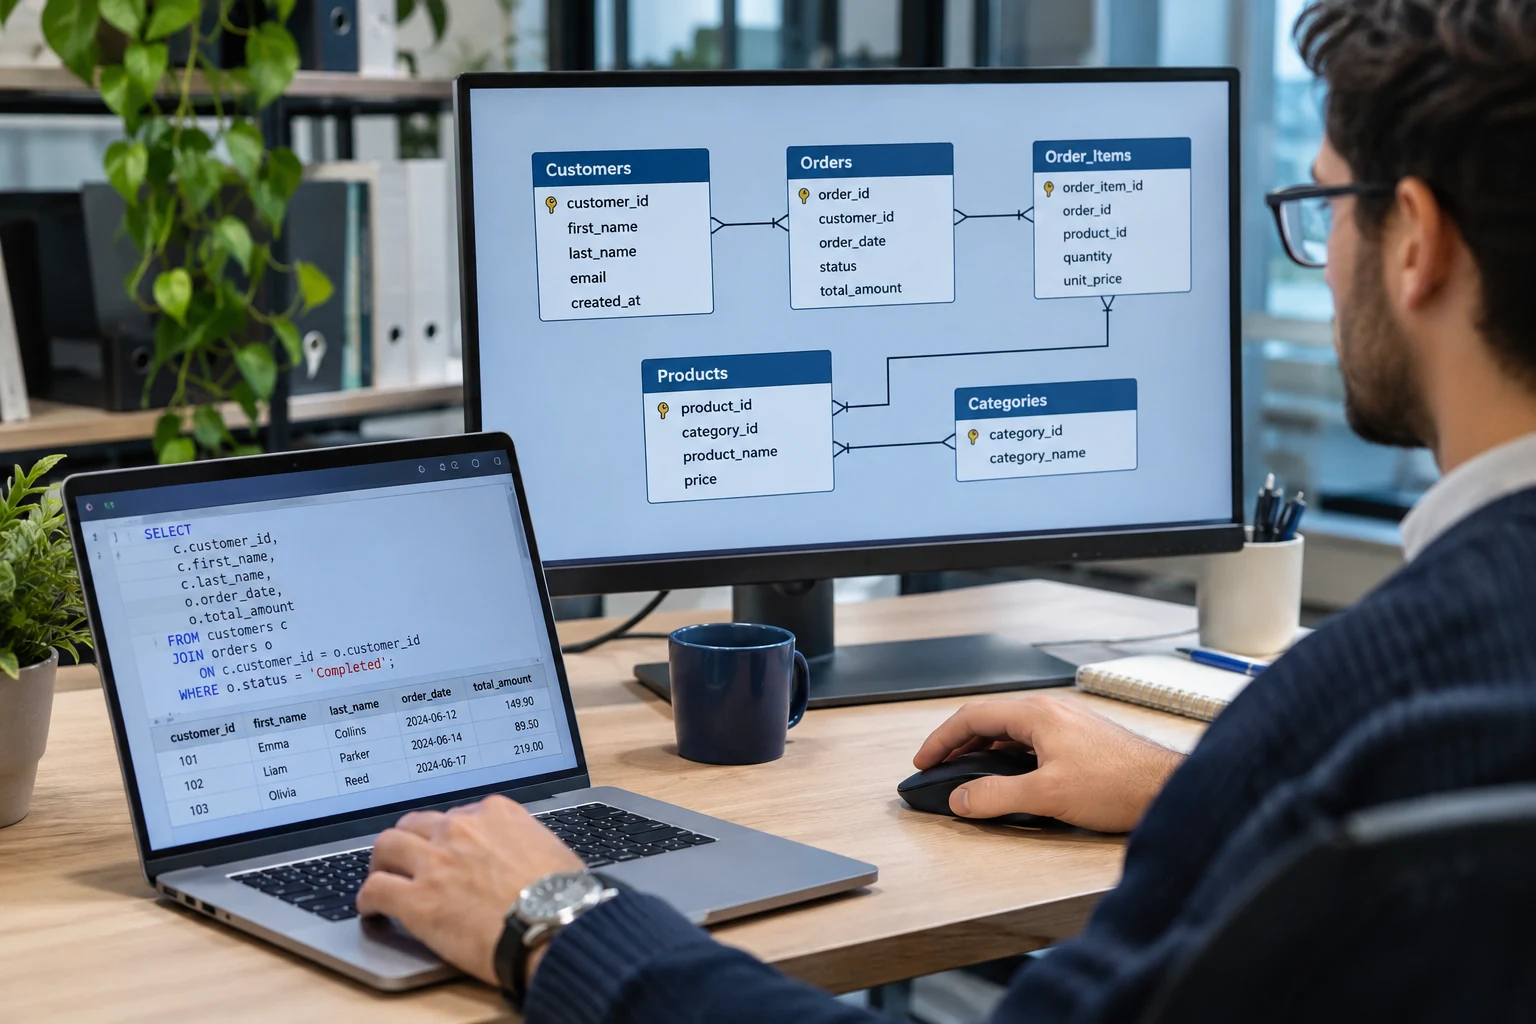 Customers
customer_id
first_name
last_name
email
created_at
Orders
order_id
customer_id
order_date
status
total_amount
Order_Items
order_item_id
order_id
product_id
quantity
unit_price
Products
product_id
category_id
product_name
price
Categories
category_id
category_name
SELECT
c.customer_id,
c.first_name,
c.last_name,
o.order_date,
o.total_amount
FROM customers c
JOIN orders o
ON c.customer_id = o.customer_id
WHERE o.status = 'Completed';
customer_id first_name last_name order_date total_amount
101 Emma Collins 2024-06-12 149.90
102 Liam Parker 2024-06-14 89.50
103 Olivia Reed 2024-06-17 219.00